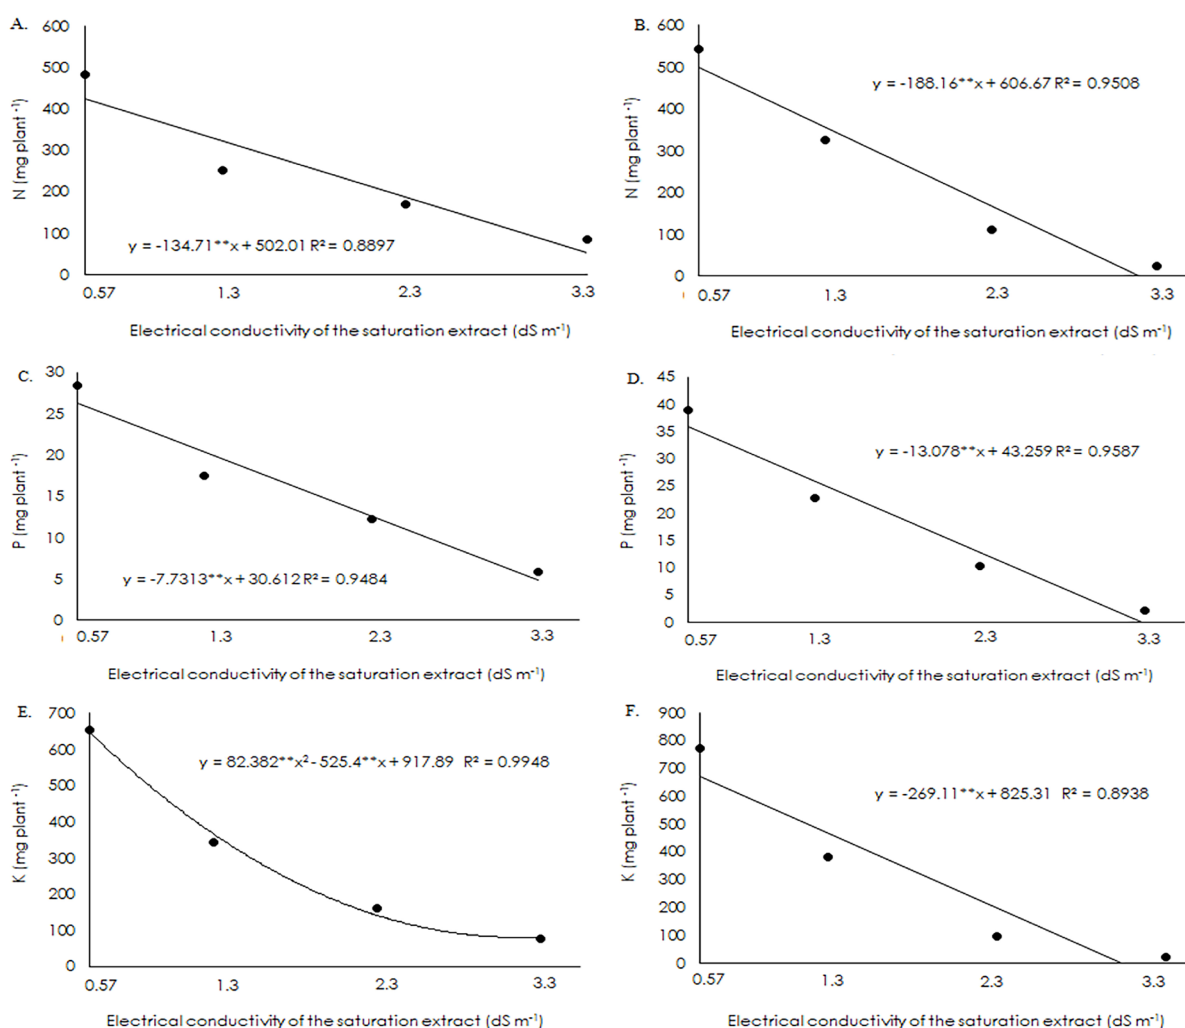 A.
600
500
400
300
200
100
0
N (mg plant ⁻¹)
y = -134.71**x + 502.01 R² = 0.8897
0.57 1.3 2.3 3.3
Electrical conductivity of the saturation extract (dS m⁻¹)
B.
600
500
400
300
200
100
0
N (mg plant ⁻¹)
y = -188.16**x + 606.67 R² = 0.9508
0.57 1.3 2.3 3.3
Electrical conductivity of the saturation extract (dS m⁻¹)
C.
30
25
20
15
10
5
0
P (mg plant ⁻¹)
y = -7.7313**x + 30.612 R² = 0.9484
0.57 1.3 2.3 3.3
Electrical conductivity of the saturation extract (dS m⁻¹)
D.
45
40
35
30
25
20
15
10
5
0
P (mg plant ⁻¹)
y = -13.078**x + 43.259 R² = 0.9587
0.57 1.3 2.3 3.3
Electrical conductivity of the saturation extract (dS m⁻¹)
E.
700
600
500
400
300
200
100
0
K (mg plant ⁻¹)
y = 82.382**x² - 525.4**x + 917.89 R² = 0.9948
0.57 1.3 2.3 3.3
Electrical conductivity of the saturation extract (dS m⁻¹)
F.
900
800
700
600
500
400
300
200
100
0
K (mg plant ⁻¹)
y = -269.11**x + 825.31 R² = 0.8938
0.57 1.3 2.3 3.3
Electrical conductivity of the saturation extract (dS m⁻¹)